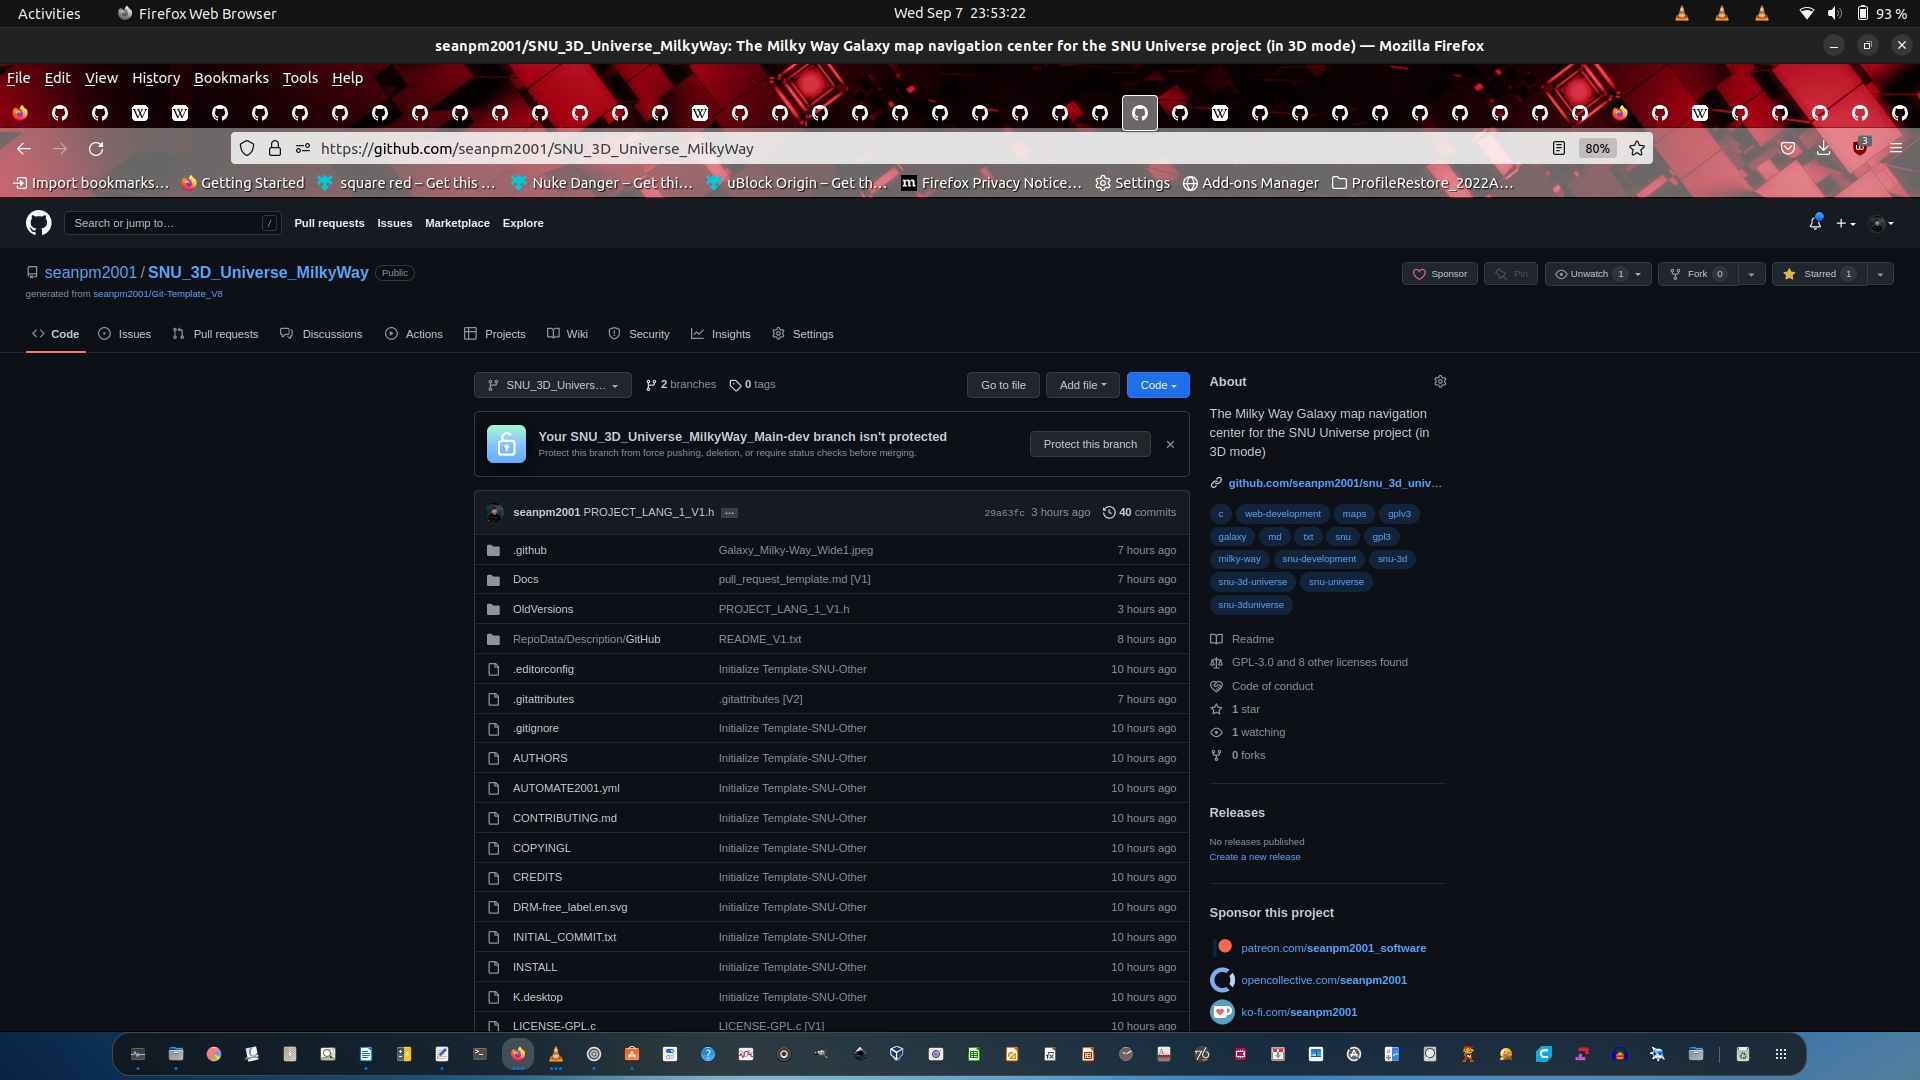 Activities Firefox Web Browser Wed Sep 7 23:53:22 93 %
seanpm2001/SNU_3D_Universe_MilkyWay: The Milky Way Galaxy map navigation center for the SNU Universe project (in 3D mode) — Mozilla Firefox
File Edit View History Bookmarks Tools Help
https://github.com/seanpm2001/SNU_3D_Universe_MilkyWay 80% 3
Import bookmarks… Getting Started square red – Get this … Nuke Danger – Get thi… uBlock Origin – Get th… Firefox Privacy Notice… Settings Add-ons Manager ProfileRestore_2022A…
Search or jump to… / Pull requests Issues Marketplace Explore
seanpm2001 / SNU_3D_Universe_MilkyWay Public Sponsor Pin Unwatch 1 Fork 0 Starred 1
generated from seanpm2001/Git-Template_V8
Code Issues Pull requests Discussions Actions Projects Wiki Security Insights Settings
SNU_3D_Univers… 2 branches 0 tags Go to file Add file Code
Your SNU_3D_Universe_MilkyWay_Main-dev branch isn't protected
Protect this branch from force pushing, deletion, or require status checks before merging.
Protect this branch
seanpm2001 PROJECT_LANG_1_V1.h … 29a63fc 3 hours ago 40 commits
.github Galaxy_Milky-Way_Wide1.jpeg 7 hours ago
Docs pull_request_template.md [V1] 7 hours ago
OldVersions PROJECT_LANG_1_V1.h 3 hours ago
RepoData/Description/GitHub README_V1.txt 8 hours ago
.editorconfig Initialize Template-SNU-Other 10 hours ago
.gitattributes .gitattributes [V2] 7 hours ago
.gitignore Initialize Template-SNU-Other 10 hours ago
AUTHORS Initialize Template-SNU-Other 10 hours ago
AUTOMATE2001.yml Initialize Template-SNU-Other 10 hours ago
CONTRIBUTING.md Initialize Template-SNU-Other 10 hours ago
COPYINGL Initialize Template-SNU-Other 10 hours ago
CREDITS Initialize Template-SNU-Other 10 hours ago
DRM-free_label.en.svg Initialize Template-SNU-Other 10 hours ago
INITIAL_COMMIT.txt Initialize Template-SNU-Other 10 hours ago
INSTALL Initialize Template-SNU-Other 10 hours ago
K.desktop Initialize Template-SNU-Other 10 hours ago
LICENSE-GPL.c LICENSE-GPL.c [V1] 10 hours ago
About
The Milky Way Galaxy map navigation
center for the SNU Universe project (in
3D mode)
github.com/seanpm2001/snu_3d_univ…
c web-development maps gplv3
galaxy md txt snu gpl3
milky-way snu-development snu-3d
snu-3d-universe snu-universe
snu-3duniverse
Readme
GPL-3.0 and 8 other licenses found
Code of conduct
1 star
1 watching
0 forks
Releases
No releases published
Create a new release
Sponsor this project
patreon.com/seanpm2001_software
opencollective.com/seanpm2001
ko-fi.com/seanpm2001